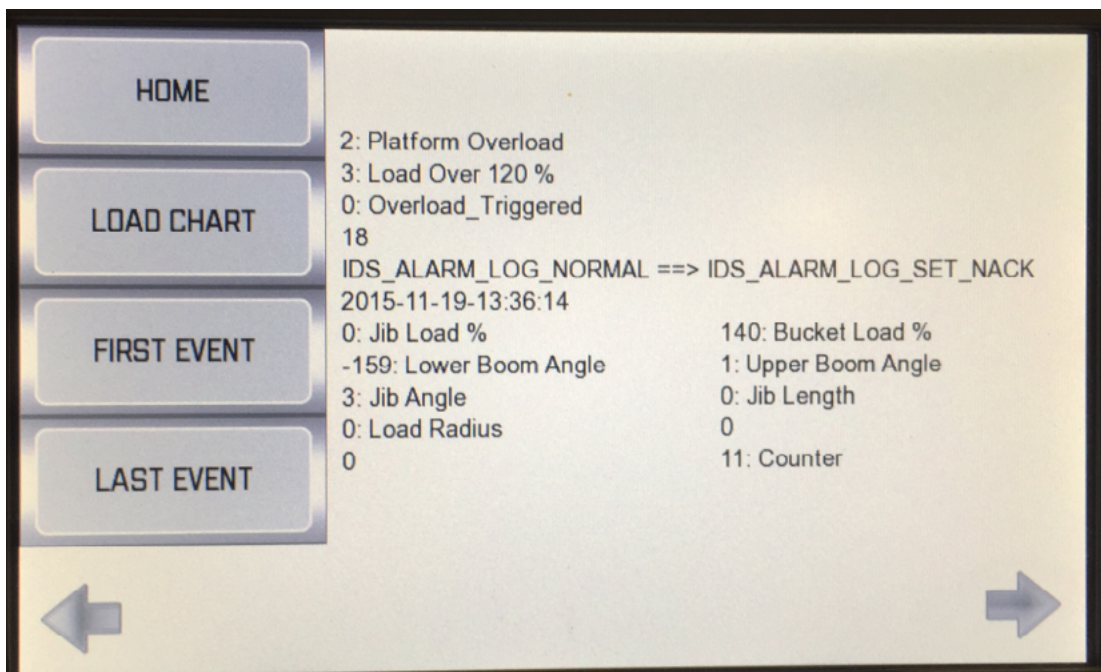 HOME
LOAD CHART
FIRST EVENT
LAST EVENT
2: Platform Overload
3: Load Over 120 %
0: Overload_Triggered
18
IDS_ALARM_LOG_NORMAL ==> IDS_ALARM_LOG_SET_NACK
2015-11-19-13:36:14
0: Jib Load % 140: Bucket Load %
-159: Lower Boom Angle 1: Upper Boom Angle
3: Jib Angle 0: Jib Length
0: Load Radius 0
0 11: Counter